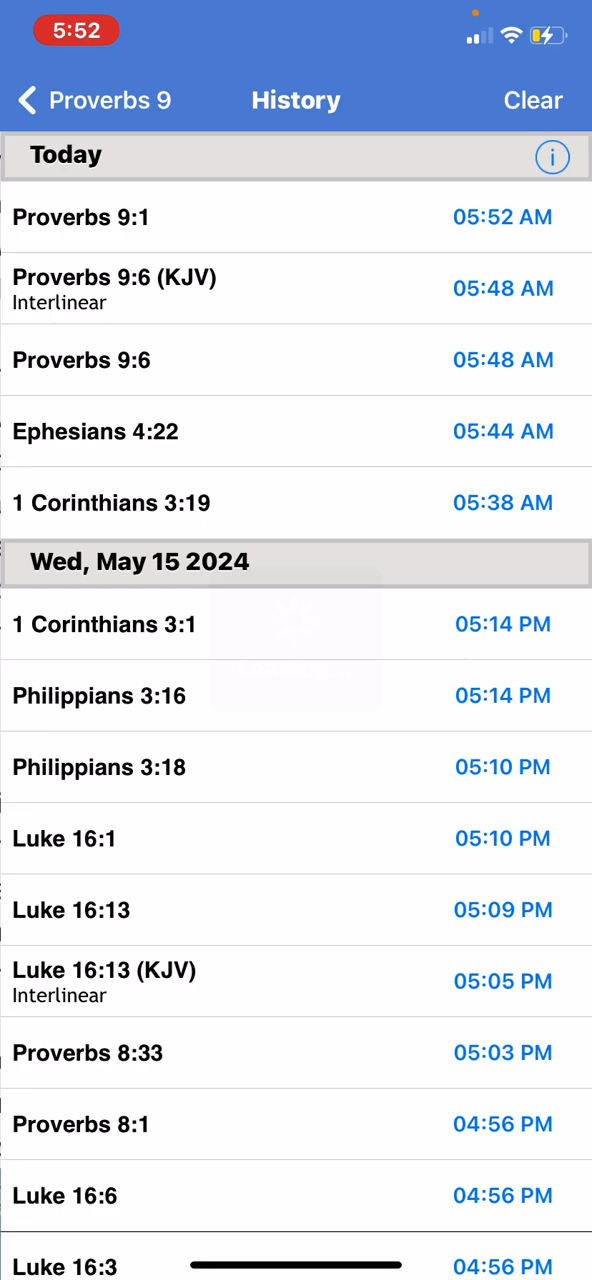 5:52
Proverbs 9
History
Clear
Today
Proverbs 9:1
05:52 AM
Proverbs 9:6 (KJV)
Interlinear
05:48 AM
Proverbs 9:6
05:48 AM
Ephesians 4:22
05:44 AM
1 Corinthians 3:19
05:38 AM
Wed, May 15 2024
1 Corinthians 3:1
05:14 PM
Philippians 3:16
05:14 PM
Philippians 3:18
05:10 PM
Luke 16:1
05:10 PM
Luke 16:13
05:09 PM
Luke 16:13 (KJV)
Interlinear
05:05 PM
Proverbs 8:33
05:03 PM
Proverbs 8:1
04:56 PM
Luke 16:6
04:56 PM
Luke 16:3
04:56 PM